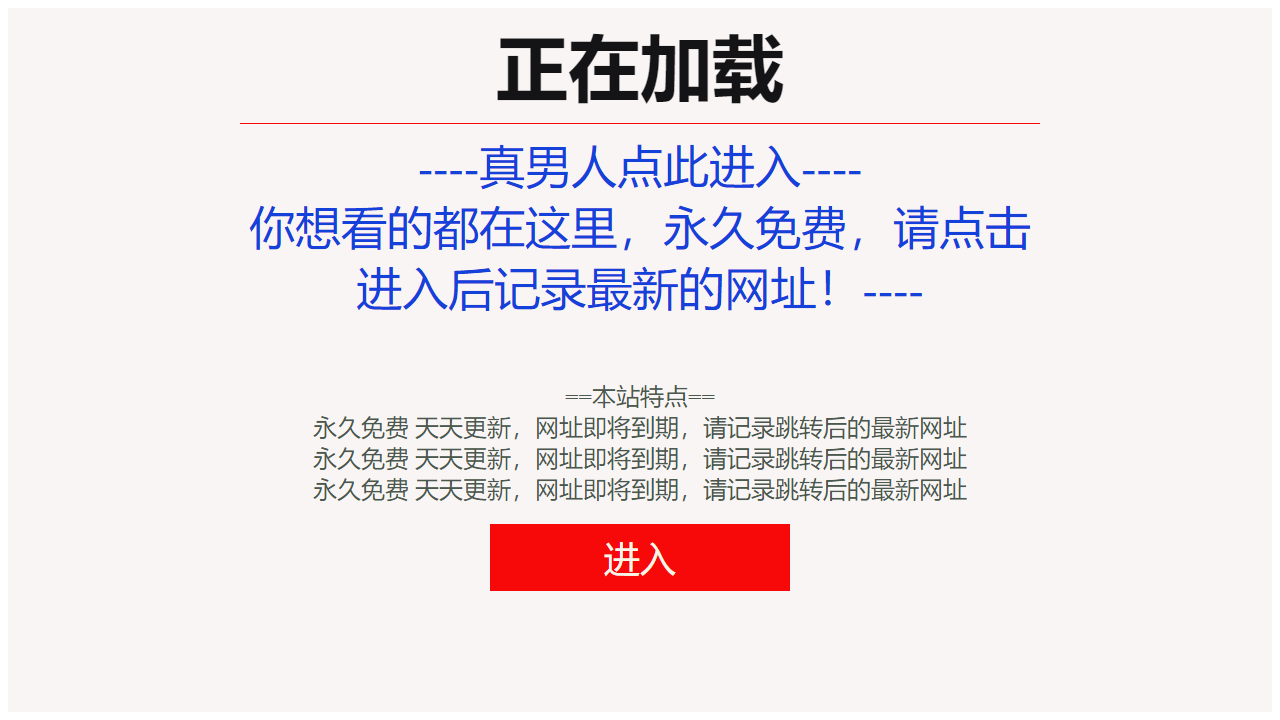 正在加载
----真男人点此进入----
你想看的都在这里，永久免费，请点击
进入后记录最新的网址！----
==本站特点==
永久免费 天天更新，网址即将到期，请记录跳转后的最新网址
永久免费 天天更新，网址即将到期，请记录跳转后的最新网址
永久免费 天天更新，网址即将到期，请记录跳转后的最新网址
进入